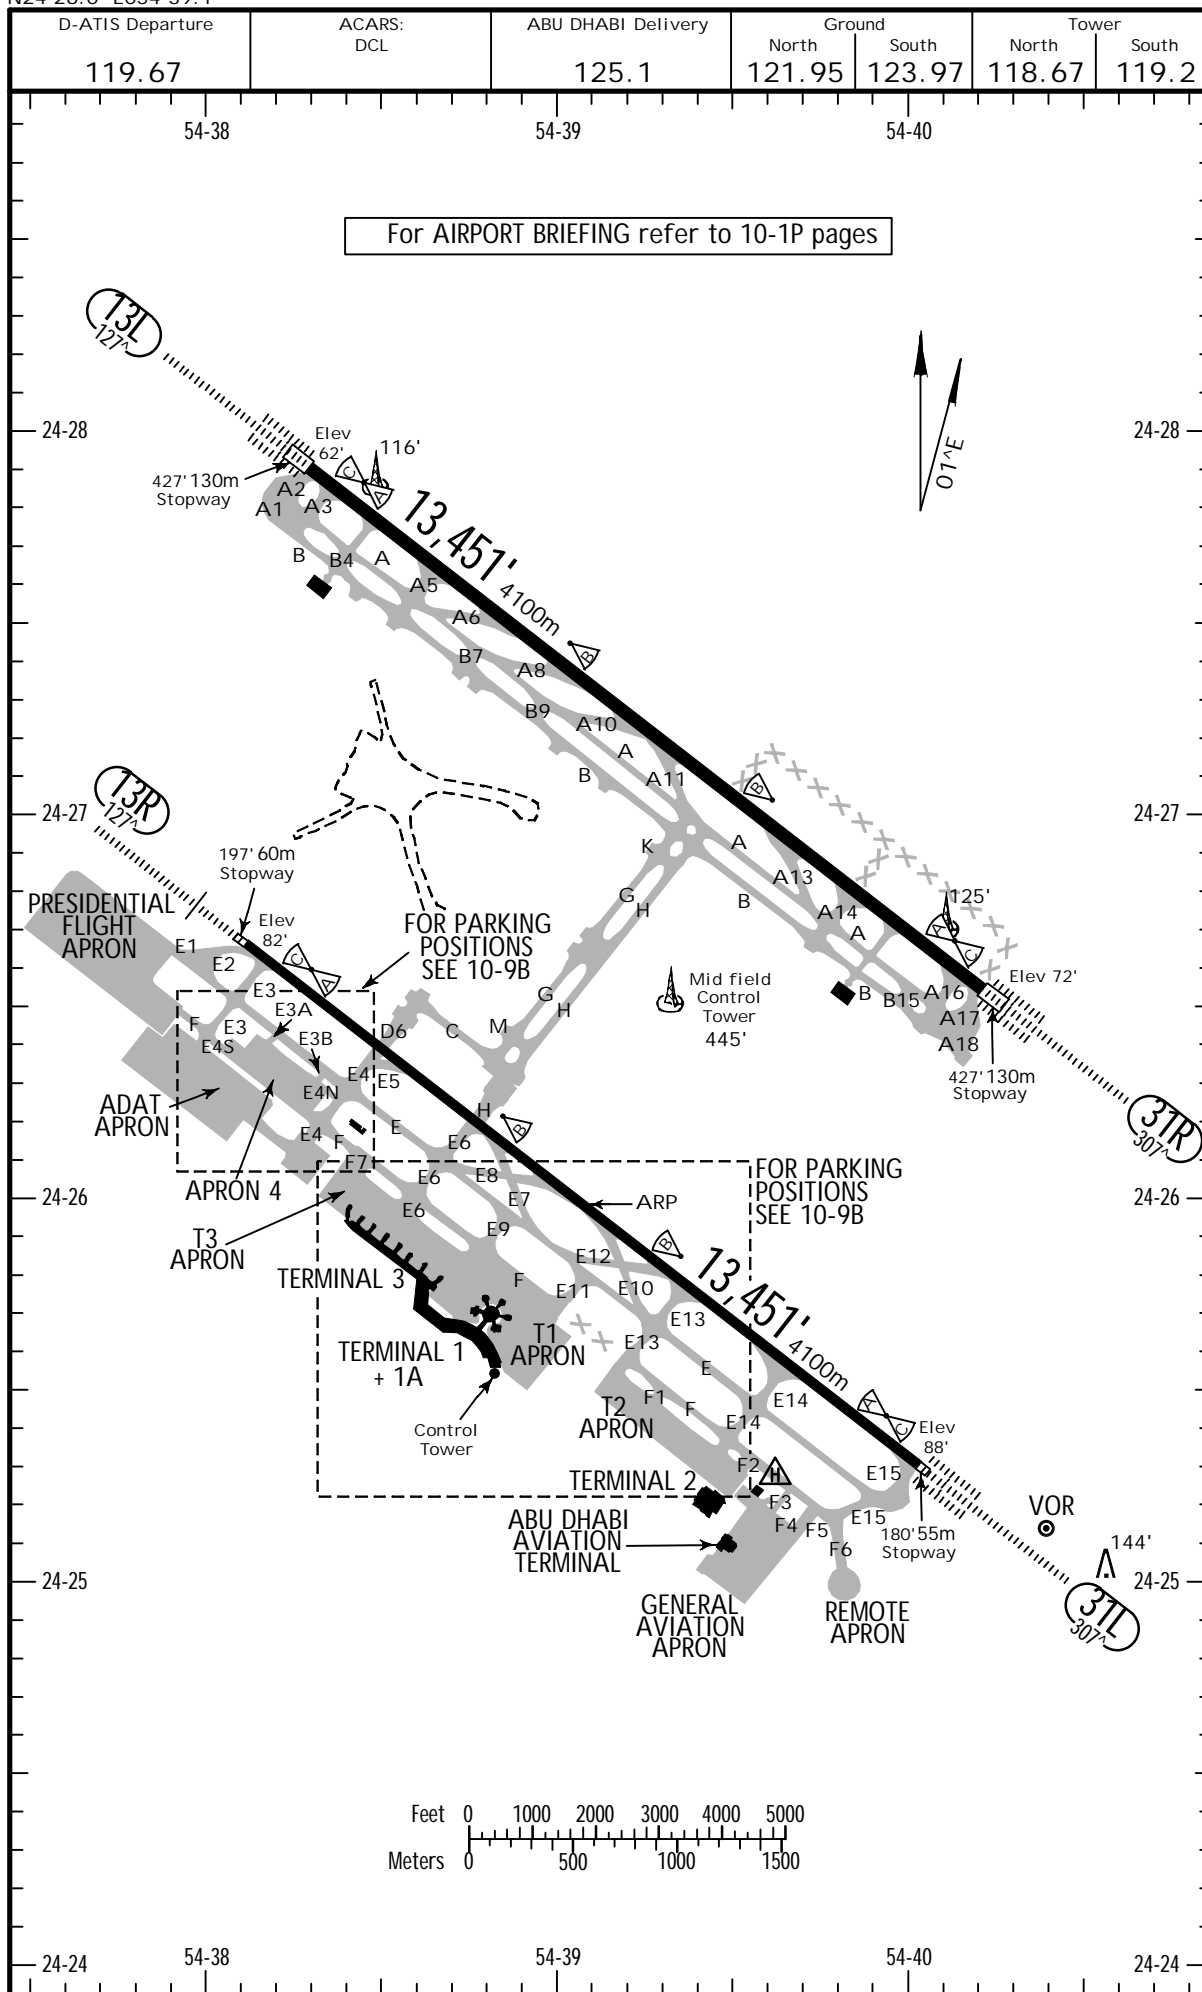 D-ATIS Departure
119.67
ACARS:
DCL
ABU DHABI Delivery
125.1
Ground
North
121.95
South
123.97
Tower
North
118.67
South
119.2
54-38
54-39
54-40
For AIRPORT BRIEFING refer to 10-1P pages
13L
127^
01^E
24-28
24-28
Elev
62'
116'
C
A
427' 130m
Stopway
A2
A1
A3
13,451'
4100m
B
B4
A
A5
A6
B
B7
A8
B9
A10
A
B
A11
13R
127^
24-27
24-27
B
197' 60m
Stopway
K
A
A13
B
G
H
A14
A
125'
A
C
PRESIDENTIAL
FLIGHT
APRON
Elev
82'
FOR PARKING
POSITIONS
SEE 10-9B
E1
E2
C
A
Mid field
Control
Tower
445'
Elev 72'
E3
E3A
G
H
B
B15
A16
A17
A18
F
E3
E4S
E3B
D6
C
M
427' 130m
Stopway
E4
E5
E4N
ADAT
APRON
H
B
31R
307^
E4
F
E
E6
F7
E6
E8
FOR PARKING
POSITIONS
SEE 10-9B
24-26
24-26
APRON 4
E7
ARP
E6
E9
T3
APRON
B
E12
TERMINAL 3
F
E11
E10
13,451'
4100m
E13
T1
APRON
E13
TERMINAL 1
+ 1A
E
T2
APRON
F1
F
E14
E14
A
C
Control
Tower
Elev
88'
F2
H
E15
TERMINAL 2
F3
F4
F5
E15
F6
VOR
ABU DHABI
AVIATION
TERMINAL
180' 55m
Stopway
144'
24-25
24-25
GENERAL
AVIATION
APRON
REMOTE
APRON
31L
307^
Feet 0 1000 2000 3000 4000 5000
Meters 0 500 1000 1500
24-24
54-38
54-39
54-40
24-24